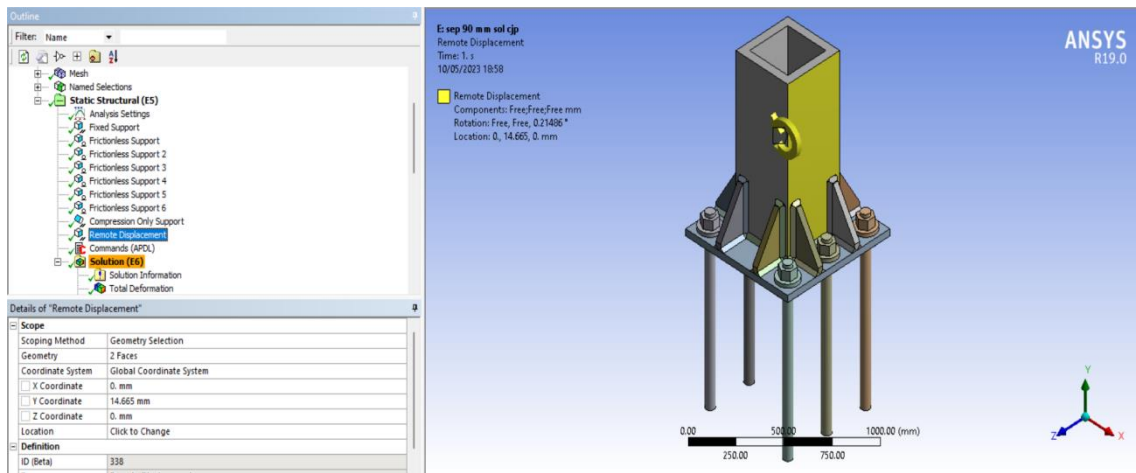 Outline
Filter: Name
Mesh
Named Selections
Static Structural (E5)
Analysis Settings
Fixed Support
Frictionless Support
Frictionless Support 2
Frictionless Support 3
Frictionless Support 4
Frictionless Support 5
Frictionless Support 6
Compression Only Support
Remote Displacement
Commands (APDL)
Solution (E6)
Solution Information
Total Deformation
Details of "Remote Displacement"
Scope
Scoping Method Geometry Selection
Geometry 2 Faces
Coordinate System Global Coordinate System
X Coordinate 0. mm
Y Coordinate 14.665 mm
Z Coordinate 0. mm
Location Click to Change
Definition
ID (Beta) 338
E: sep 90 mm sol cjp
Remote Displacement
Time: 1. s
10/05/2023 18:58
Remote Displacement
Components: Free;Free;Free mm
Rotation: Free, Free, 0.21486 °
Location: 0., 14.665, 0. mm
ANSYS
R19.0
0.00 500.00 1000.00 (mm)
250.00 750.00
Y
Z X